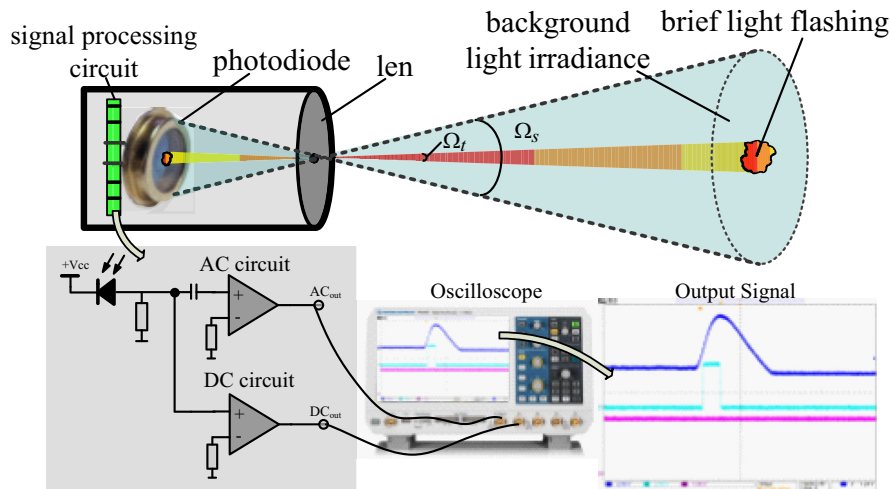 signal processing
circuit
photodiode
len
background
light irradiance
brief light flashing
Ωt
Ωs
+Vcc
AC circuit
ACout
+
-
DC circuit
DCout
+
-
Oscilloscope
Output Signal